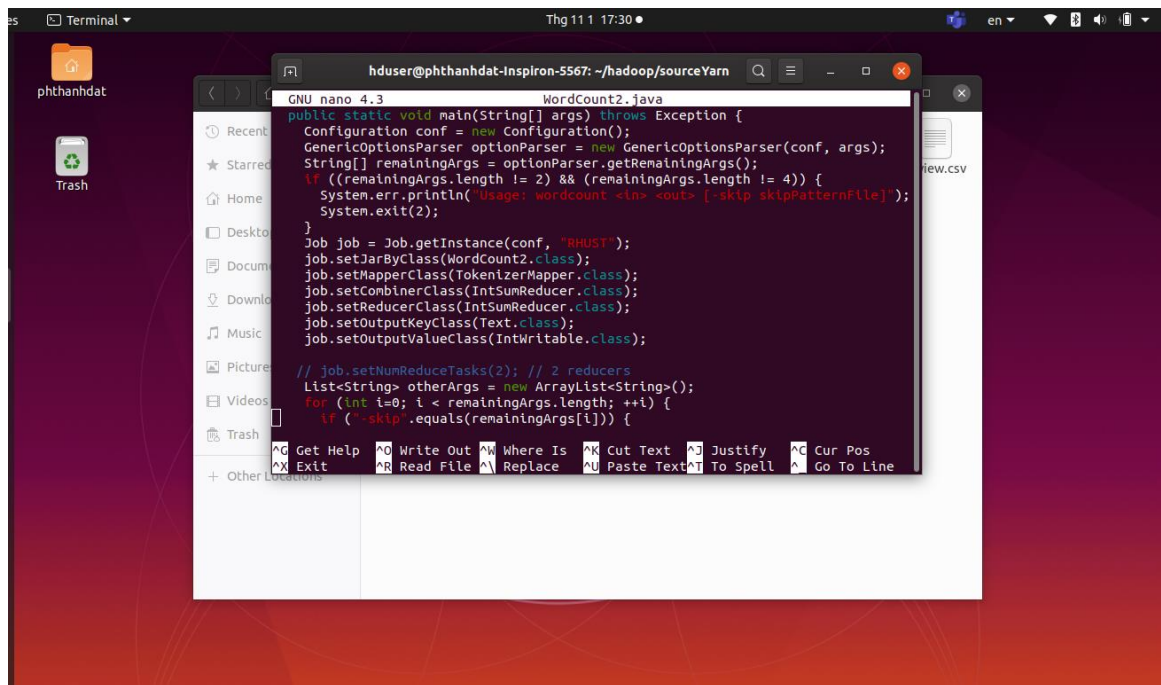 es Terminal Thg 11 1 17:30 en
phthanhdat
Trash
hduser@phthanhdat-Inspiron-5567: ~/hadoop/sourceYarn
GNU nano 4.3 WordCount2.java
public static void main(String[] args) throws Exception {
Configuration conf = new Configuration();
GenericOptionsParser optionParser = new GenericOptionsParser(conf, args);
String[] remainingArgs = optionParser.getRemainingArgs();
if ((remainingArgs.length != 2) && (remainingArgs.length != 4)) {
System.err.println("Usage: wordcount <in> <out> [-skip skipPatternFile]");
System.exit(2);
}
Job job = Job.getInstance(conf, "RHUST");
job.setJarByClass(WordCount2.class);
job.setMapperClass(TokenizerMapper.class);
job.setCombinerClass(IntSumReducer.class);
job.setReducerClass(IntSumReducer.class);
job.setOutputKeyClass(Text.class);
job.setOutputValueClass(IntWritable.class);
// job.setNumReduceTasks(2); // 2 reducers
List<String> otherArgs = new ArrayList<String>();
for (int i=0; i < remainingArgs.length; ++i) {
if ("-skip".equals(remainingArgs[i])) {
^G Get Help ^O Write Out ^W Where Is ^K Cut Text ^J Justify ^C Cur Pos
^X Exit ^R Read File ^\ Replace ^U Paste Text ^T To Spell ^_ Go To Line
Recent
Starred
Home
Deskto
Docum
Downlo
Music
Picture
Videos
Trash
+ Other Locations
iew.csv